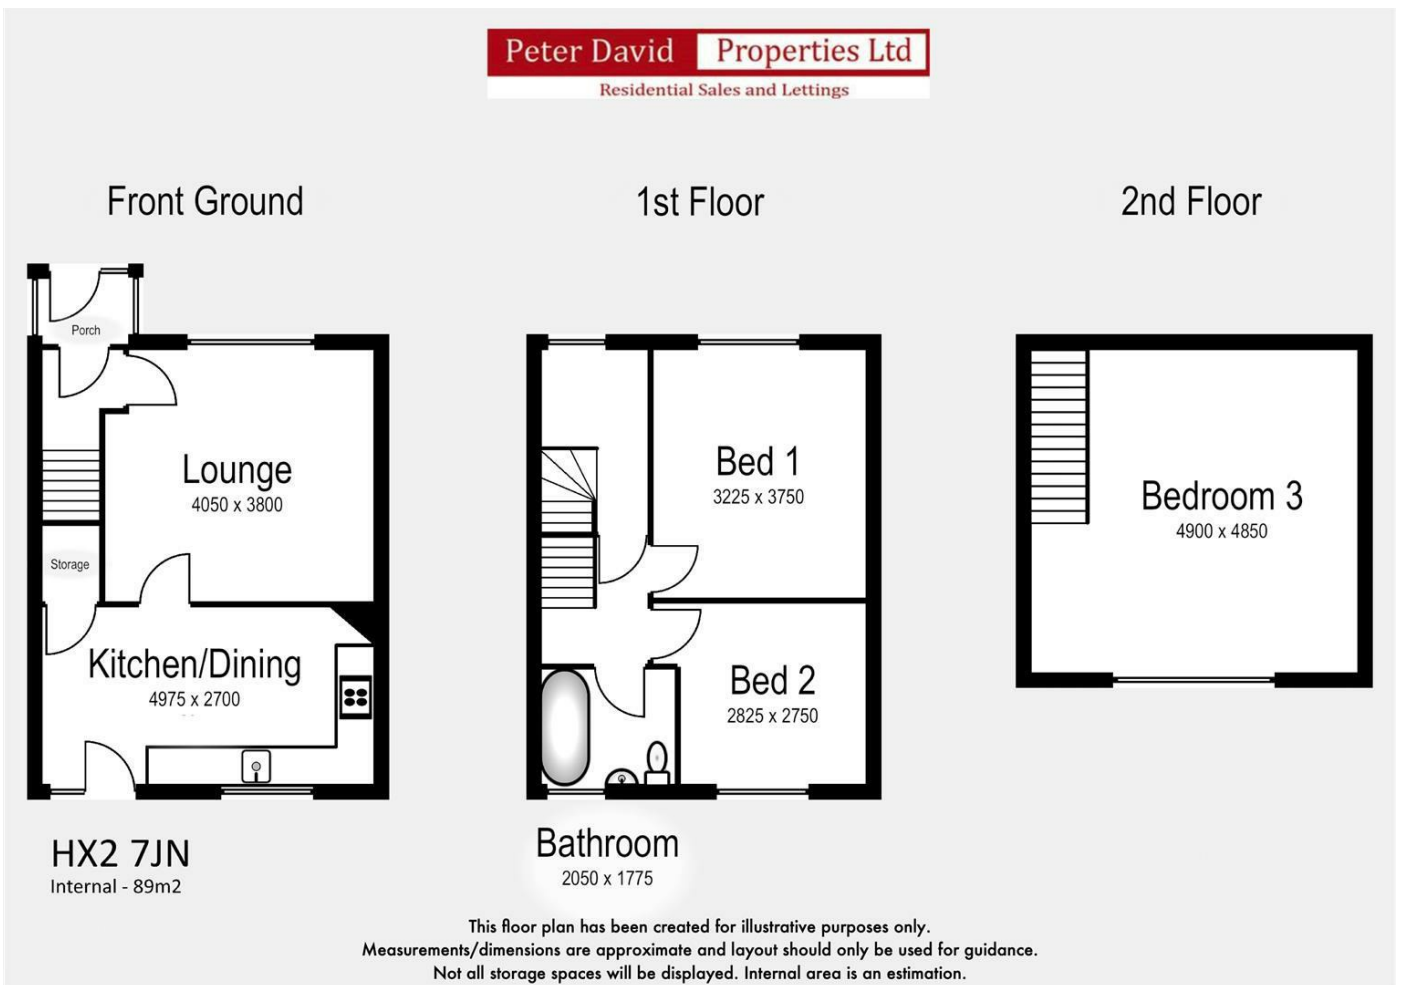 Peter David Properties Ltd
Residential Sales and Lettings
Front Ground
1st Floor
2nd Floor
Porch
Lounge
4050 x 3800
Storage
Kitchen/Dining
4975 x 2700
Bed 1
3225 x 3750
Bed 2
2825 x 2750
Bedroom 3
4900 x 4850
Bathroom
2050 x 1775
HX2 7JN
Internal - 89m2
This floor plan has been created for illustrative purposes only.
Measurements/dimensions are approximate and layout should only be used for guidance.
Not all storage spaces will be displayed. Internal area is an estimation.